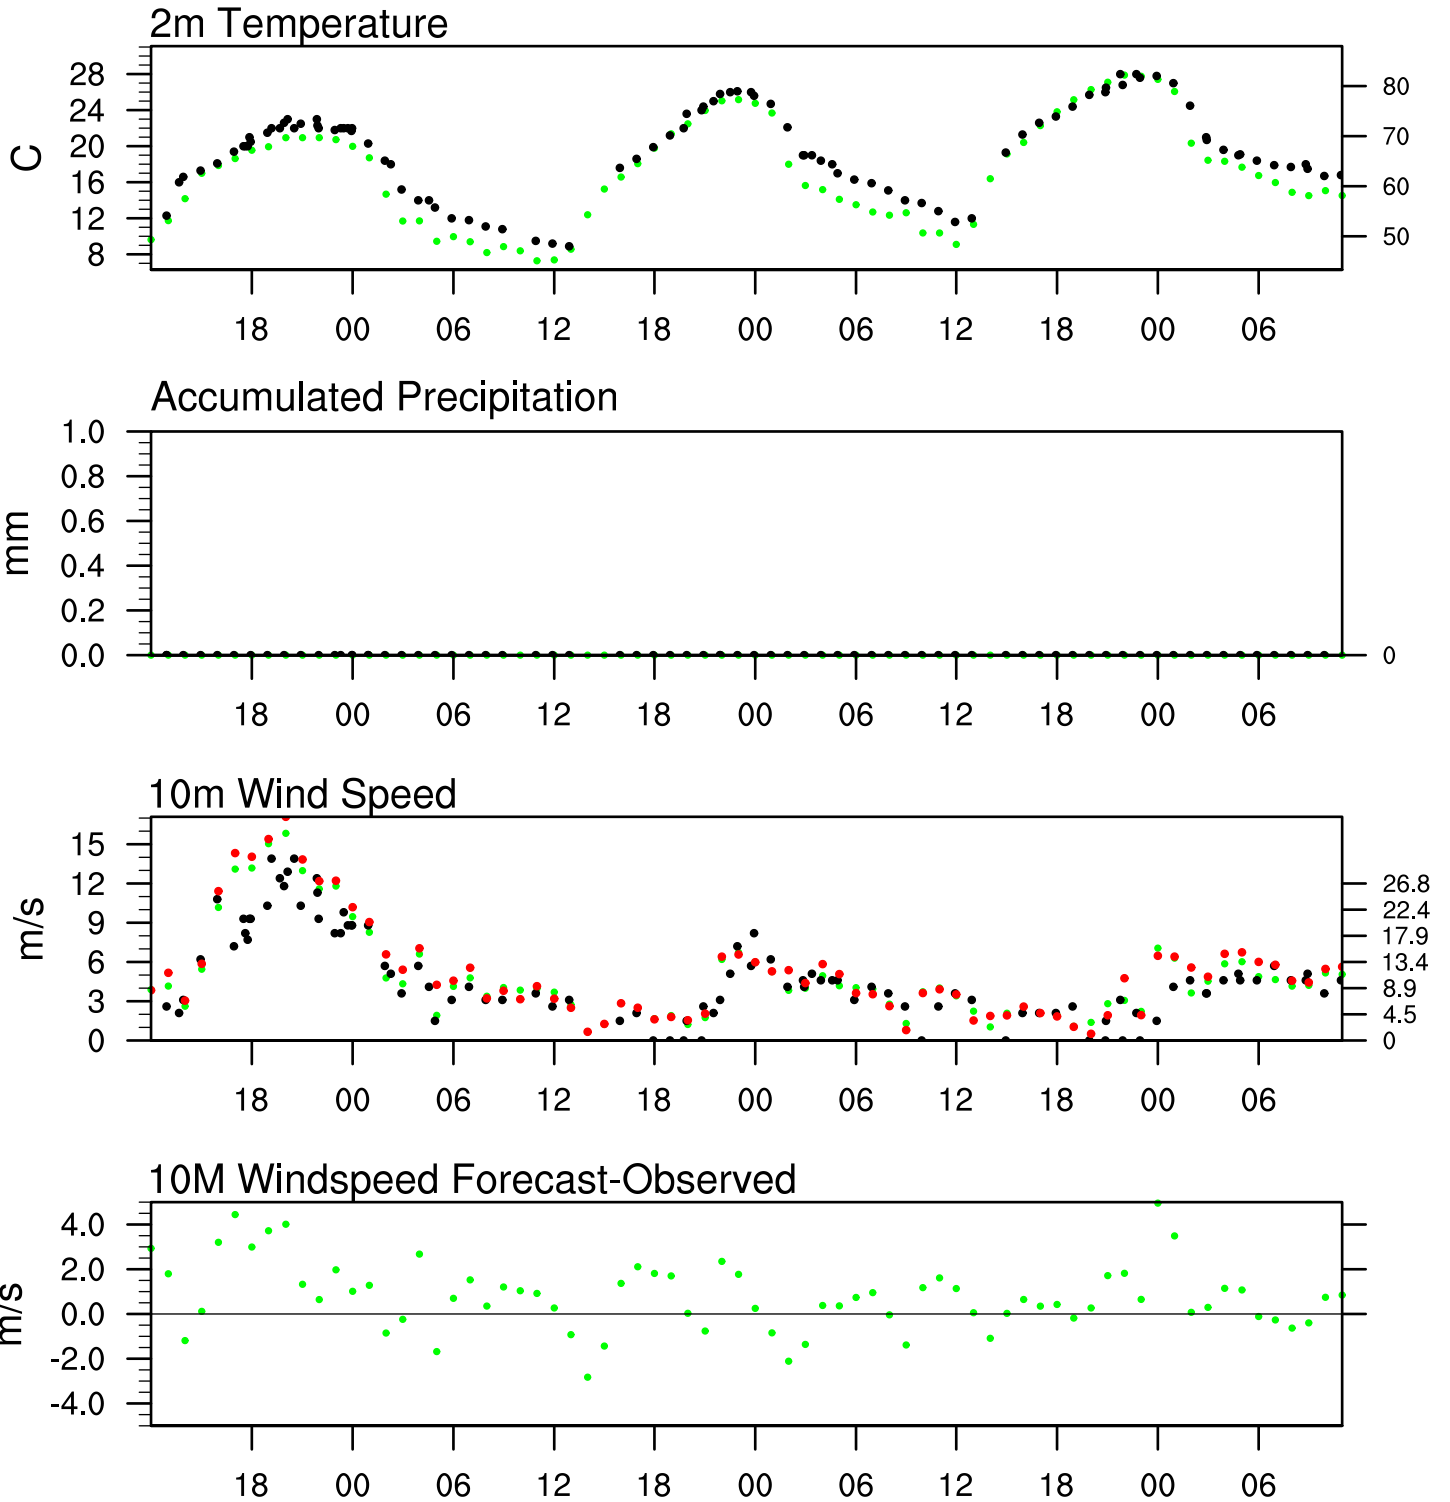 2m Temperature
28
24
20
16
12
8
C
80
70
60
50
18 00 06 12 18 00 06 12 18 00 06
Accumulated Precipitation
1.0
0.8
0.6
0.4
0.2
0.0
mm
0
18 00 06 12 18 00 06 12 18 00 06
10m Wind Speed
15
12
9
6
3
0
m/s
26.8
22.4
17.9
13.4
8.9
4.5
0
18 00 06 12 18 00 06 12 18 00 06
10M Windspeed Forecast-Observed
4.0
2.0
0.0
-2.0
-4.0
m/s
18 00 06 12 18 00 06 12 18 00 06